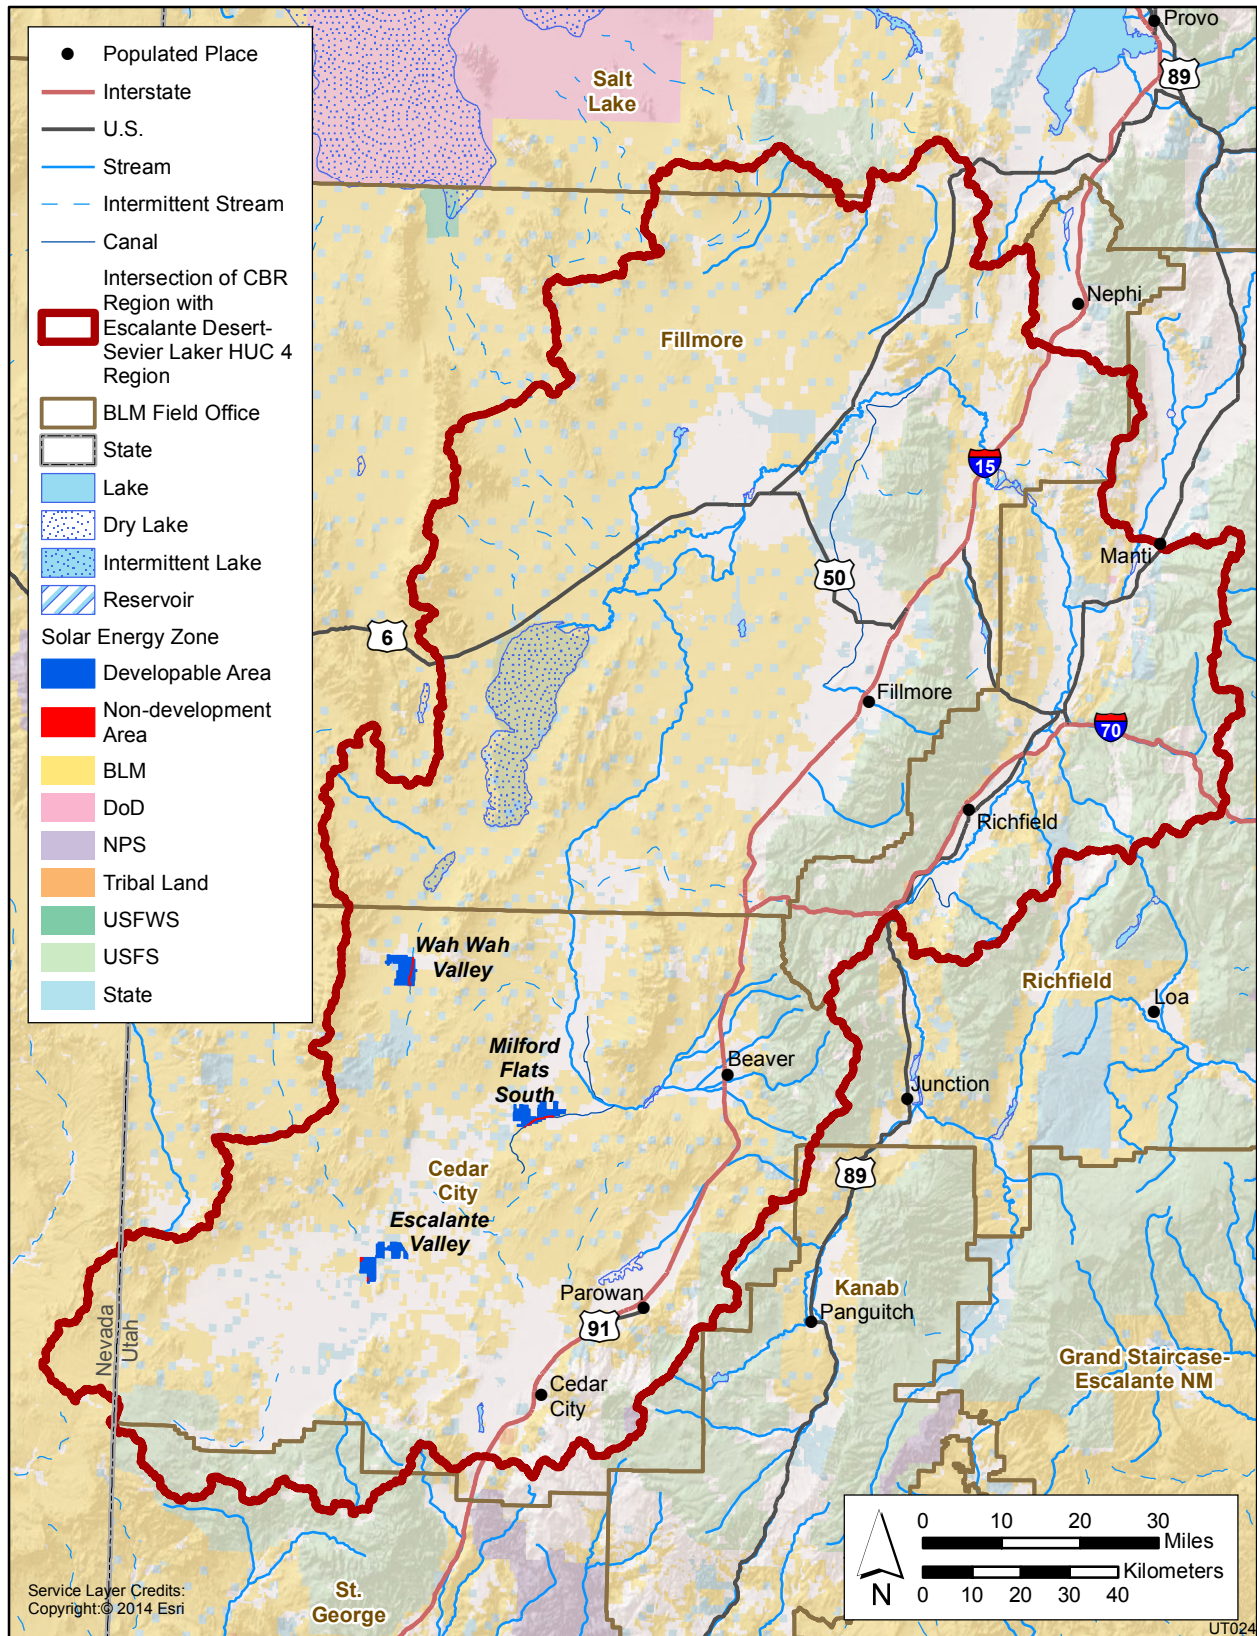 Populated Place
Interstate
U.S.
Stream
Intermittent Stream
Canal
Intersection of CBR
Region with
Escalante Desert-
Sevier Laker HUC 4
Region
BLM Field Office
State
Lake
Dry Lake
Intermittent Lake
Reservoir
Solar Energy Zone
Developable Area
Non-development
Area
BLM
DoD
NPS
Tribal Land
USFWS
USFS
State
Provo
89
Salt
Lake
Nephi
Fillmore
15
Manti
50
6
Fillmore
70
Richfield
Wah Wah
Valley
Richfield
Loa
Milford
Flats
South
Beaver
Junction
89
Cedar
City
Escalante
Valley
Kanab
Parowan
91
Panguitch
Nevada
Utah
Grand Staircase-
Escalante NM
Cedar
City
St.
George
0 10 20 30
Miles
Kilometers
0 10 20 30 40
N
Service Layer Credits:
Copyright:© 2014 Esri
UT024